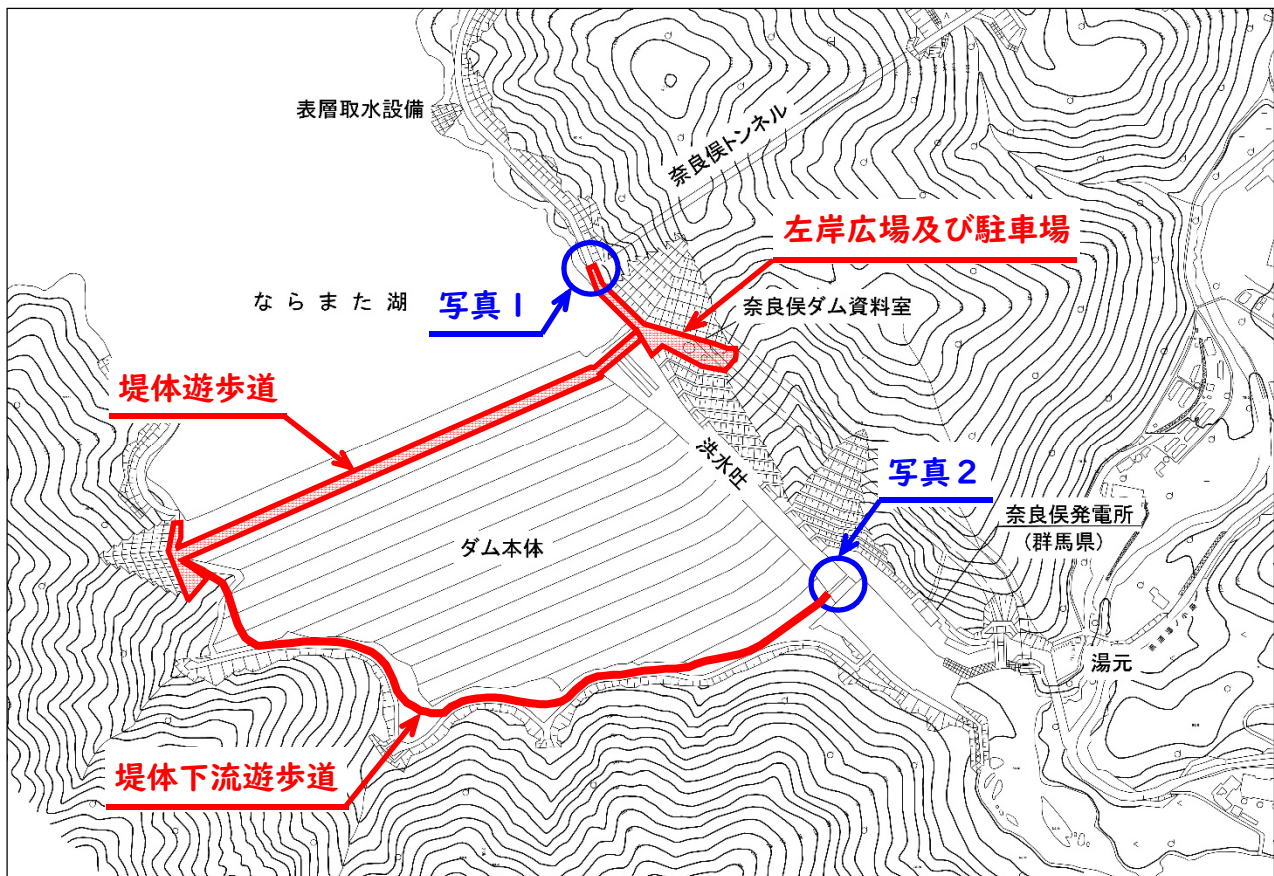 表層取水設備
奈良俣トンネル
左岸広場及び駐車場
ならまた湖
写真1
奈良俣ダム資料室
堤体遊歩道
洪水吐
写真2
奈良俣発電所
(群馬県)
ダム本体
湯元
堤体下流遊歩道